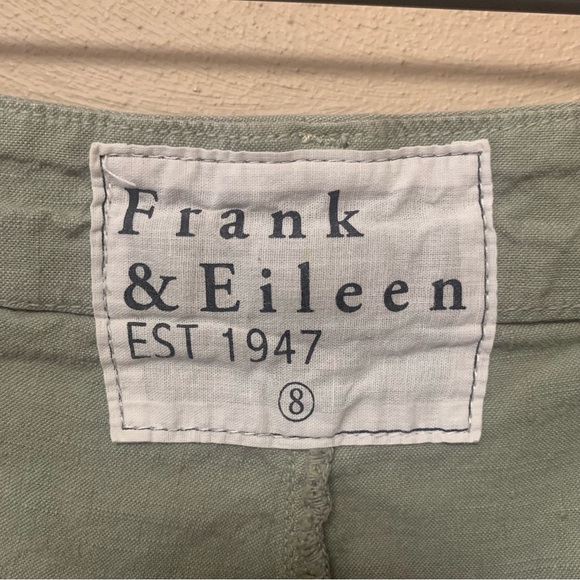 Frank
& Eileen
EST 1947
8